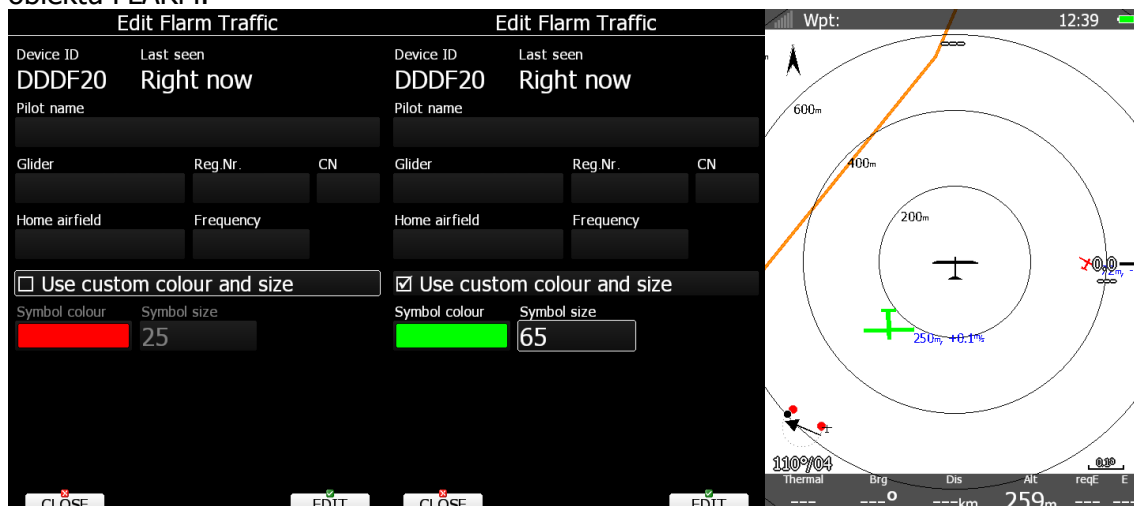 obiektu FLARM.
Edit Flarm Traffic
Device ID Last seen
DDDF20 Right now
Pilot name
Glider Reg.Nr. CN
Home airfield Frequency
Use custom colour and size
Symbol colour Symbol size
25
CLOSE EDIT
Edit Flarm Traffic
Device ID Last seen
DDDF20 Right now
Pilot name
Glider Reg.Nr. CN
Home airfield Frequency
Use custom colour and size
Symbol colour Symbol size
65
CLOSE EDIT
Wpt: 12:39
600m
400m
200m
0.0
250m, +0.1m/s
110°/04
Thermal Brg Dis Alt reqE E
--- ---° ---km 259m --- ---